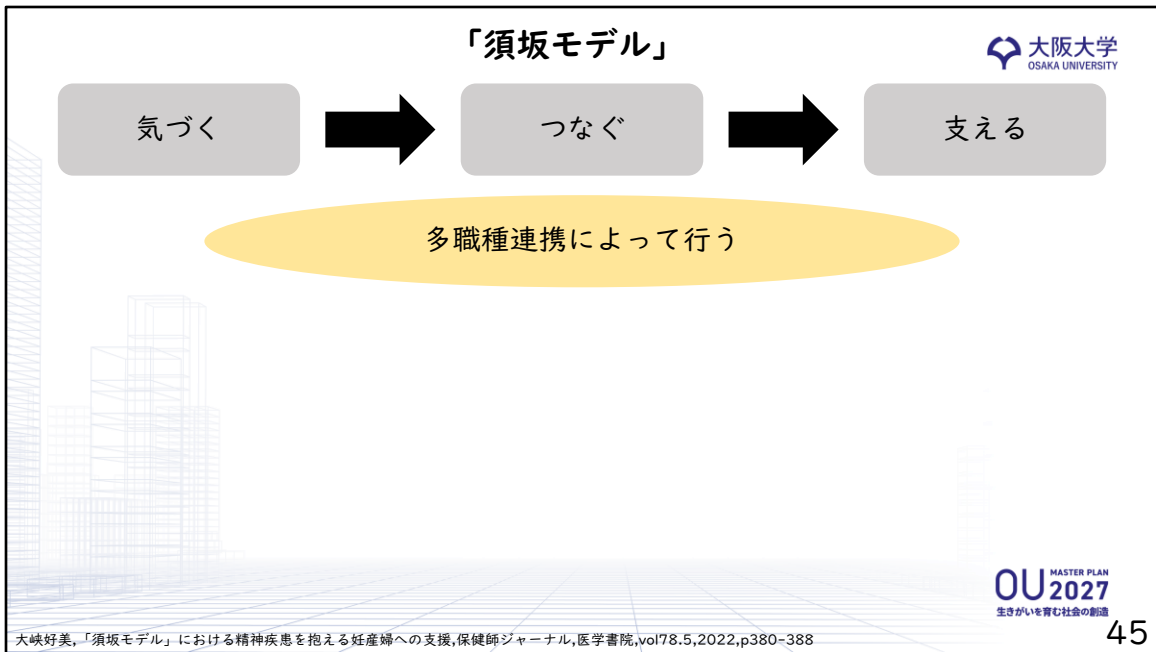 「須坂モデル」
大阪大学
OSAKA UNIVERSITY
気づく
つなぐ
支える
多職種連携によって行う
OU MASTER PLAN 2027
生きがいを育む社会の創造
大峡好美,「須坂モデル」における精神疾患を抱える妊産婦への支援,保健師ジャーナル,医学書院,vol78.5,2022,p380-388
45